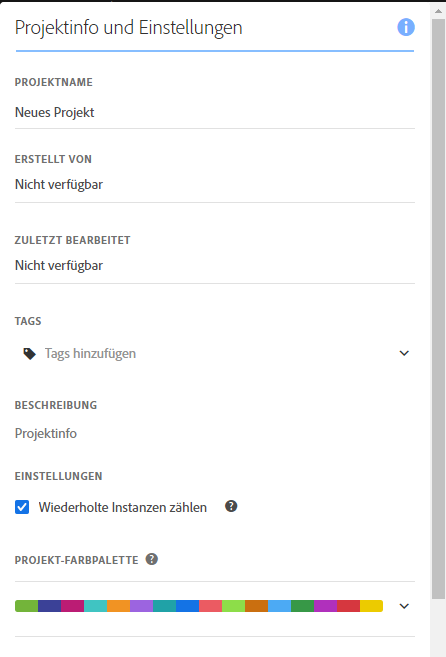 Projektinfo und Einstellungen
PROJEKTNAME
Neues Projekt
ERSTELLT VON
Nicht verfügbar
ZULETZT BEARBEITET
Nicht verfügbar
TAGS
Tags hinzufügen
BESCHREIBUNG
Projektinfo
EINSTELLUNGEN
Wiederholte Instanzen zählen
PROJEKT-FARBPALETTE